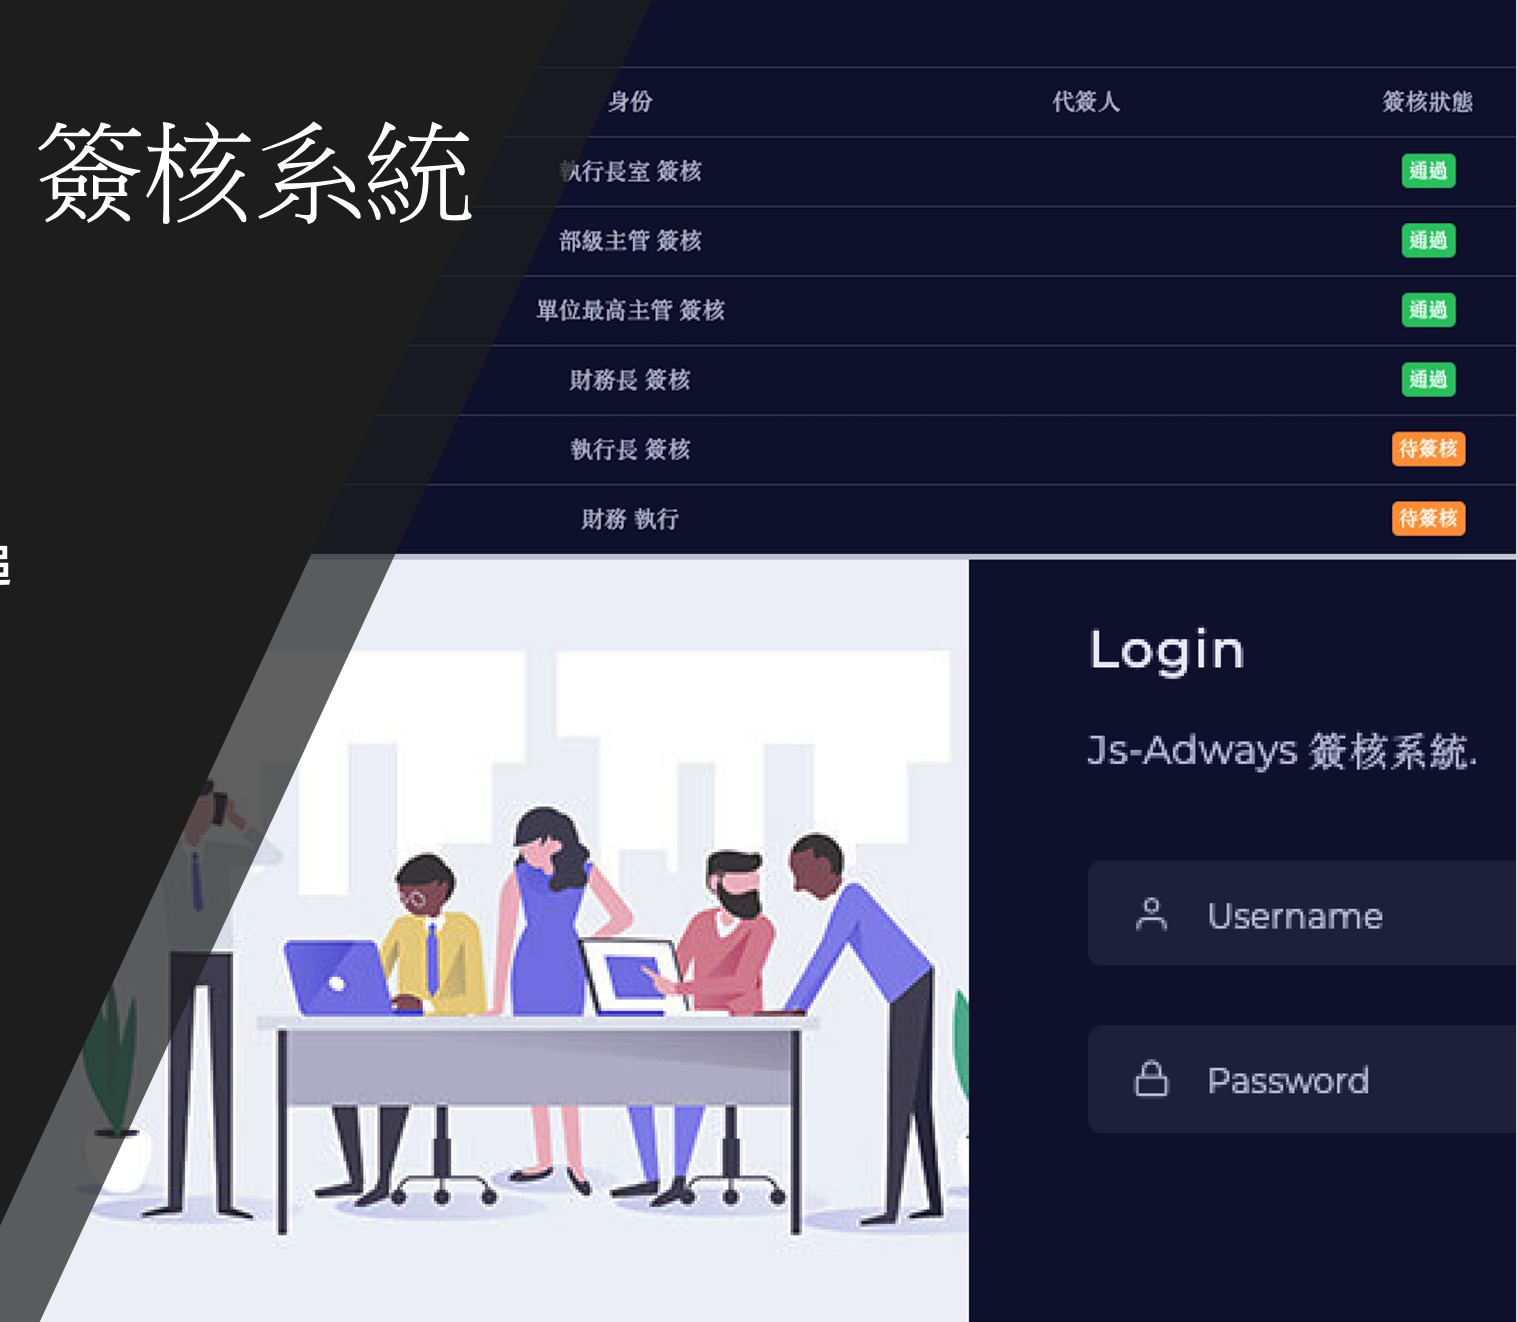 簽核系統
身份 代簽人 簽核狀態
執行長室 簽核 通過
部級主管 簽核 通過
單位最高主管 簽核 通過
財務長 簽核 通過
執行長 簽核 待簽核
財務 執行 待簽核
Login
Js-Adways 簽核系統.
Username
Password